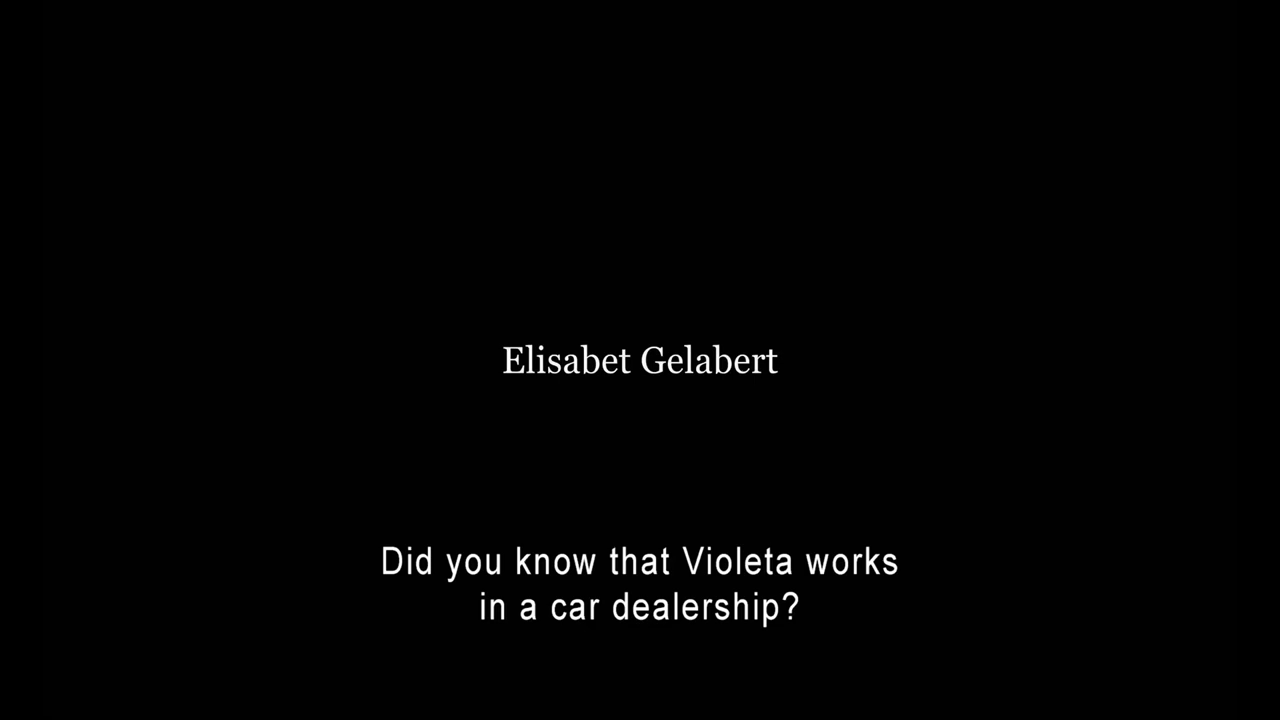 Elisabet Gelabert
Did you know that Violeta works
in a car dealership?